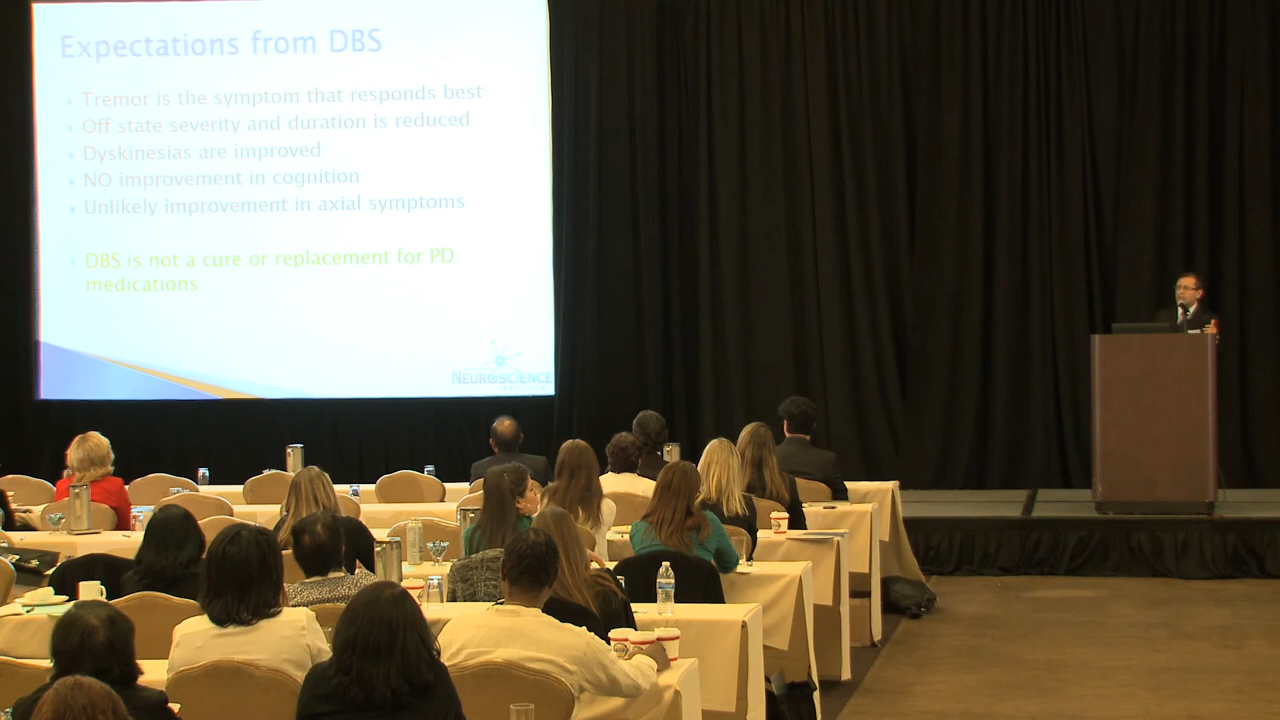 Expectations from DBS
Tremor is the symptom that responds best
Off state severity and duration is reduced
Dyskinesias are improved
NO improvement in cognition
Unlikely improvement in axial symptoms
DBS is not a cure or replacement for PD
medications
NEUROSCIENCE